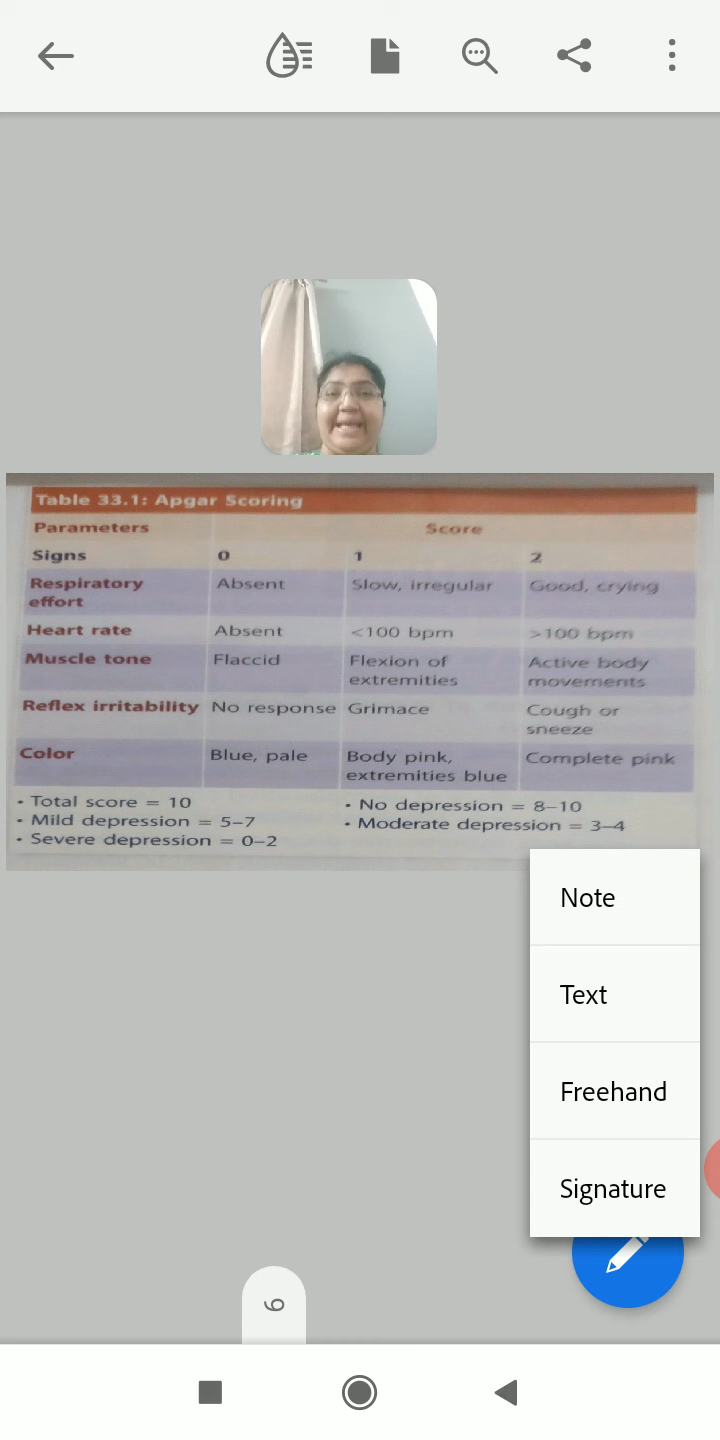 Table 33.1: Apgar Scoring
Parameters Score
Signs 0 1 2
Respiratory effort Absent Slow, irregular Good, crying
Heart rate Absent <100 bpm >100 bpm
Muscle tone Flaccid Flexion of extremities Active body movements
Reflex irritability No response Grimace Cough or sneeze
Color Blue, pale Body pink, extremities blue Complete pink
• Total score = 10
• Mild depression = 5–7
• Severe depression = 0–2
• No depression = 8–10
• Moderate depression = 3–4
Note
Text
Freehand
Signature
6